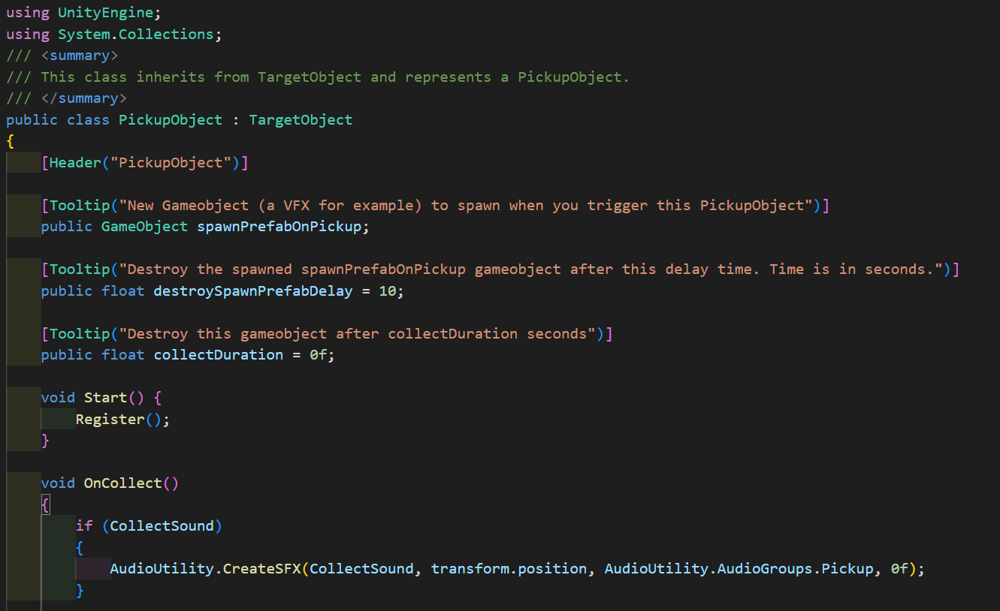 using UnityEngine;
using System.Collections;
/// <summary>
/// This class inherits from TargetObject and represents a PickupObject.
/// </summary>
public class PickupObject : TargetObject
{
    [Header("PickupObject")]

    [Tooltip("New Gameobject (a VFX for example) to spawn when you trigger this PickupObject")]
    public GameObject spawnPrefabOnPickup;

    [Tooltip("Destroy the spawned spawnPrefabOnPickup gameobject after this delay time. Time is in seconds.")]
    public float destroySpawnPrefabDelay = 10;

    [Tooltip("Destroy this gameobject after collectDuration seconds")]
    public float collectDuration = 0f;

    void Start() {
        Register();
    }

    void OnCollect()
    {
        if (CollectSound)
        {
            AudioUtility.CreateSFX(CollectSound, transform.position, AudioUtility.AudioGroups.Pickup, 0f);
        }